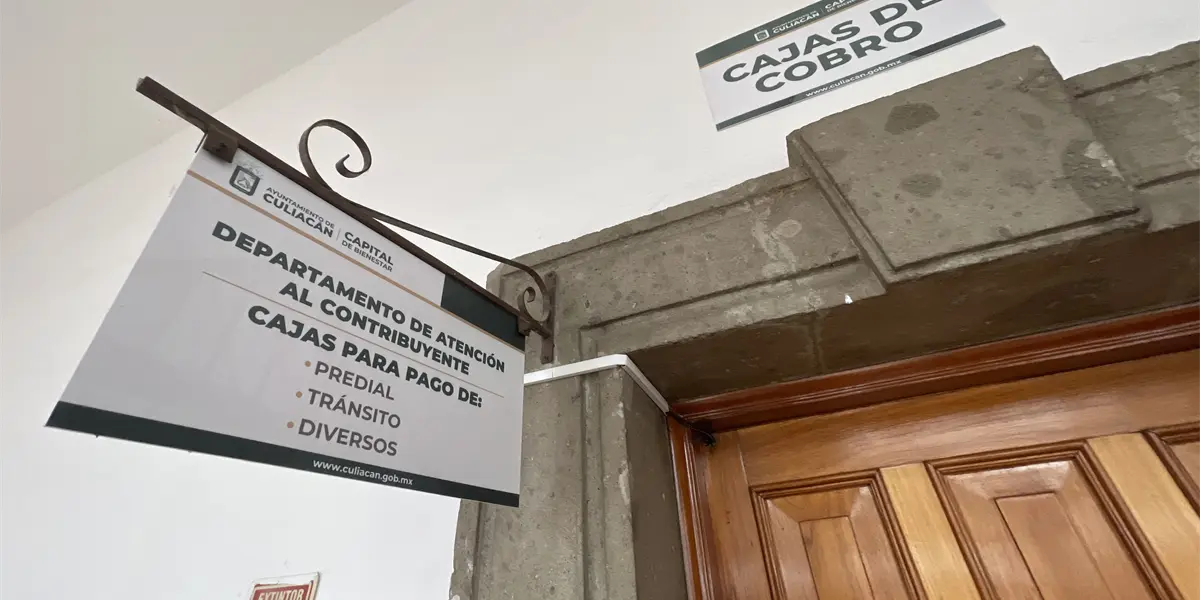 AYUNTAMIENTO DE
CULIACÁN
CAPITAL
DE BIENESTAR
DEPARTAMENTO DE ATENCIÓN
AL CONTRIBUYENTE
CAJAS PARA PAGO DE:
• PREDIAL
• TRÁNSITO
• DIVERSOS
www.culiacan.gob.mx
CULIACÁN
CAJAS DE
COBRO
www.culiacan.gob.mx
EXTINTOR